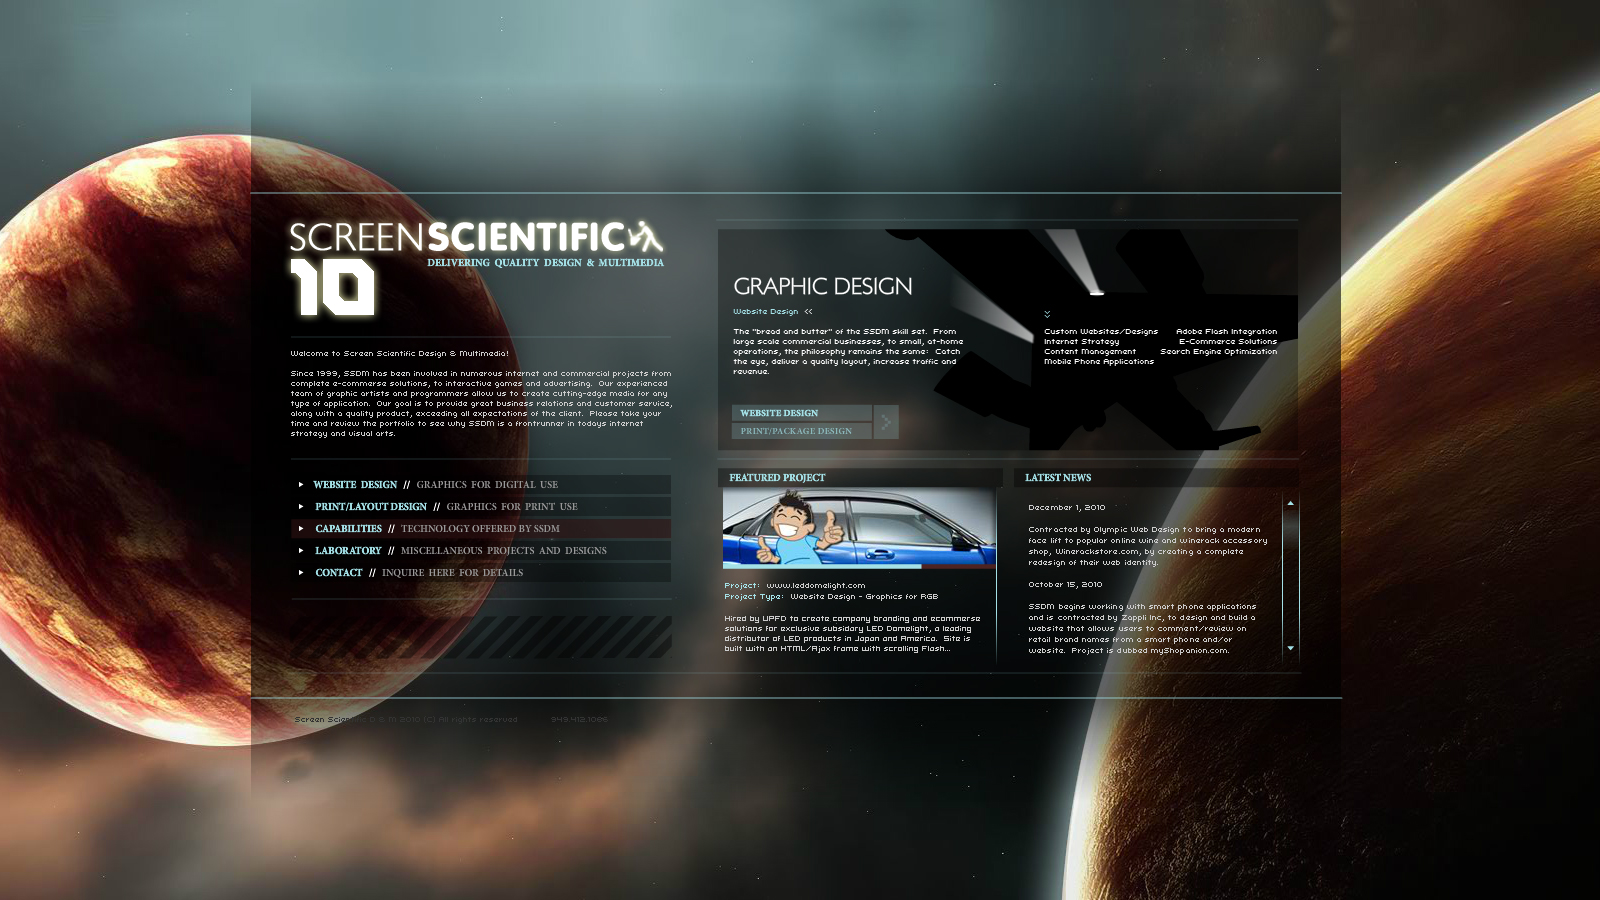 SCREENSCIENTIFIC
DELIVERING QUALITY DESIGN & MULTIMEDIA
10
Welcome to Screen Scientific Design & Multimedia!
Since 1999, SSDM has been involved in numerous internet and commercial projects from
complete e-commerse solutions, to interactive games and advertising. Our experienced
team of graphic artists and programmers allow us to create cutting-edge media for any
type of application. Our goal is to provide great business relations and customer service,
along with a quality product, exceeding all expectations of the client. Please take your
time and review the portfolio to see why SSDM is a frontrunner in todays internet
strategy and visual arts.
WEBSITE DESIGN // GRAPHICS FOR DIGITAL USE
PRINT/LAYOUT DESIGN // GRAPHICS FOR PRINT USE
CAPABILITIES // TECHNOLOGY OFFERED BY SSDM
LABORATORY // MISCELLANEOUS PROJECTS AND DESIGNS
CONTACT // INQUIRE HERE FOR DETAILS
GRAPHIC DESIGN
Website Design <<
The "bread and butter" of the SSDM skill set. From
large scale commercial businesses, to small, at-home
operations, the philosophy remains the same: Catch
the eye, deliver a quality layout, increase traffic and
revenue.
Custom Websites/Designs Adobe Flash Integration
Internet Strategy E-Commerce Solutions
Content Management Search Engine Optimization
Mobile Phone Applications
WEBSITE DESIGN
PRINT/PACKAGE DESIGN
FEATURED PROJECT
Project: www.leddomelight.com
Project Type: Website Design - Graphics for RGB
Hired by UPFD to create company branding and ecommerse
solutions for exclusive subsidary LED Domelight, a leading
distributor of LED products in Japan and America. Site is
built with an HTML/Ajax frame with scrolling Flash...
LATEST NEWS
December 1, 2010
Contracted by Olympic Web Design to bring a modern
face lift to popular online wine and winerack accessory
shop, Winerackstore.com, by creating a complete
redesign of their web identity.
October 15, 2010
SSDM begins working with smart phone applications
and is contracted by Zappli Inc, to design and build a
website that allows users to comment/review on
retail brand names from a smart phone and/or
website. Project is dubbed myShopanion.com.
Screen Scientific D & M 2010 (C) All rights reserved 949.412.1086